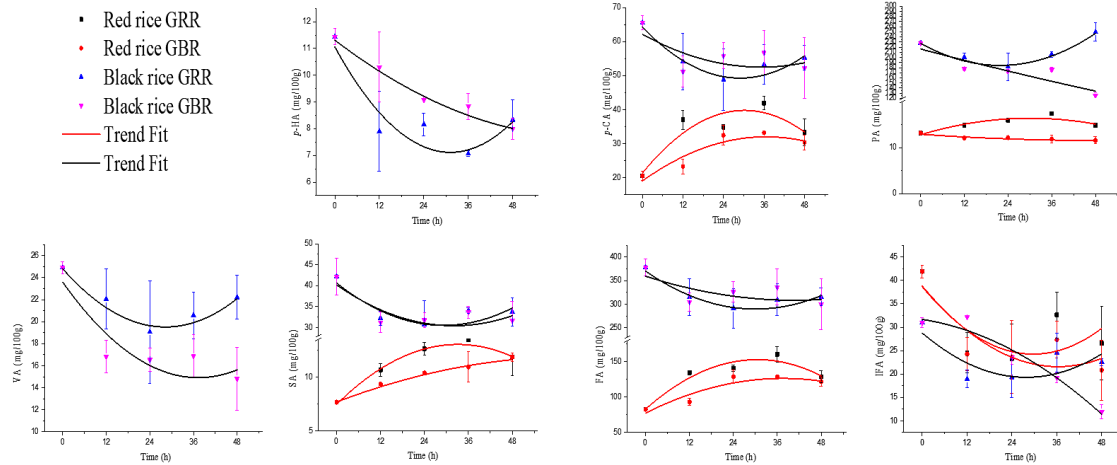 Red rice GRR
Red rice GBR
Black rice GRR
Black rice GBR
Trend Fit
Trend Fit
p-HA (mg/100g)
12
11
10
9
8
7
6
0 12 24 36 48
Time (h)
p-CA (mg/100g)
70
60
50
40
30
20
0 12 24 36 48
Time (h)
PA (mg/100g)
10
0
0 12 24 36 48
Time (h)
VA (mg/100g)
26
24
22
20
18
16
14
12
10
0 12 24 36 48
Time (h)
SA (mg/100g)
50
45
40
35
30
10
5
0 12 24 36 48
Time (h)
FA (mg/100g)
400
350
300
250
150
100
50
0 12 24 36 48
Time (h)
IFA (mg/100g)
45
40
35
30
25
20
15
10
0 12 24 36 48
Time (h)